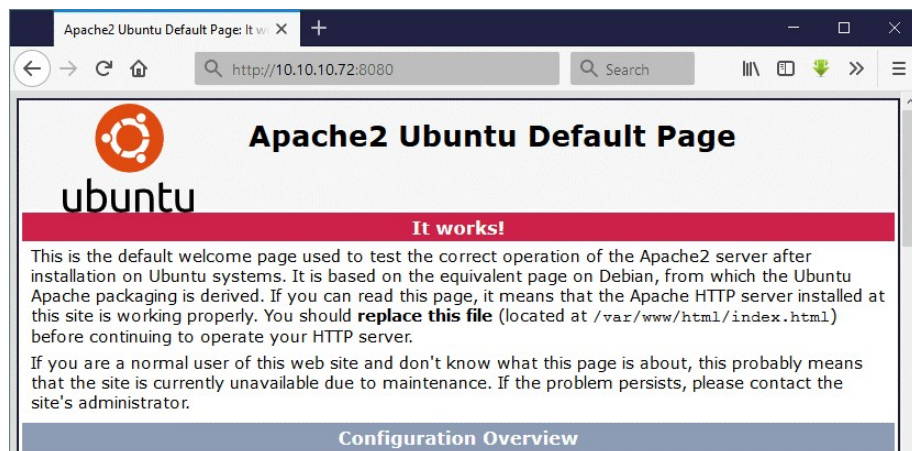 Apache2 Ubuntu Default Page: It w
http://10.10.10.72:8080
Search
ubuntu
Apache2 Ubuntu Default Page
It works!
This is the default welcome page used to test the correct operation of the Apache2 server after
installation on Ubuntu systems. It is based on the equivalent page on Debian, from which the Ubuntu
Apache packaging is derived. If you can read this page, it means that the Apache HTTP server installed at
this site is working properly. You should replace this file (located at /var/www/html/index.html)
before continuing to operate your HTTP server.
If you are a normal user of this web site and don't know what this page is about, this probably means
that the site is currently unavailable due to maintenance. If the problem persists, please contact the
site's administrator.
Configuration Overview